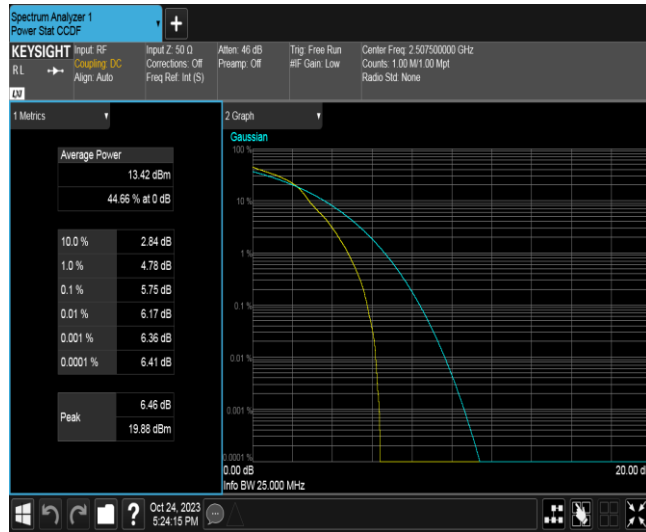 Spectrum Analyzer 1
Power Stat CCDF
+
KEYSIGHT
RL
LXI
Input: RF
Coupling: DC
Align: Auto
Input Z: 50 Ω
Corrections: Off
Freq Ref: Int (S)
Atten: 46 dB
Preamp: Off
Trig: Free Run
#IF Gain: Low
Center Freq: 2.507500000 GHz
Counts: 1.00 M/1.00 Mpt
Radio Std: None
1 Metrics
Average Power
13.42 dBm
44.66 % at 0 dB
10.0 % 2.84 dB
1.0 % 4.78 dB
0.1 % 5.75 dB
0.01 % 6.17 dB
0.001 % 6.36 dB
0.0001 % 6.41 dB
Peak
6.46 dB
19.88 dBm
2 Graph
Gaussian
100 %
10 %
1 %
0.1 %
0.01 %
0.001 %
0.0001 %
0.00 dB
20.00 d
Info BW 25.000 MHz
?
Oct 24, 2023
5:24:15 PM